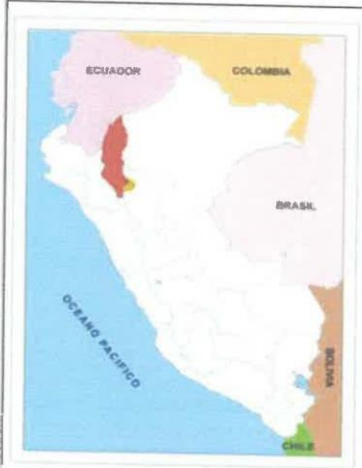 ECUADOR
COLOMBIA
BRASIL
OCEANO PACIFICO
BOLIVIA
CHILE